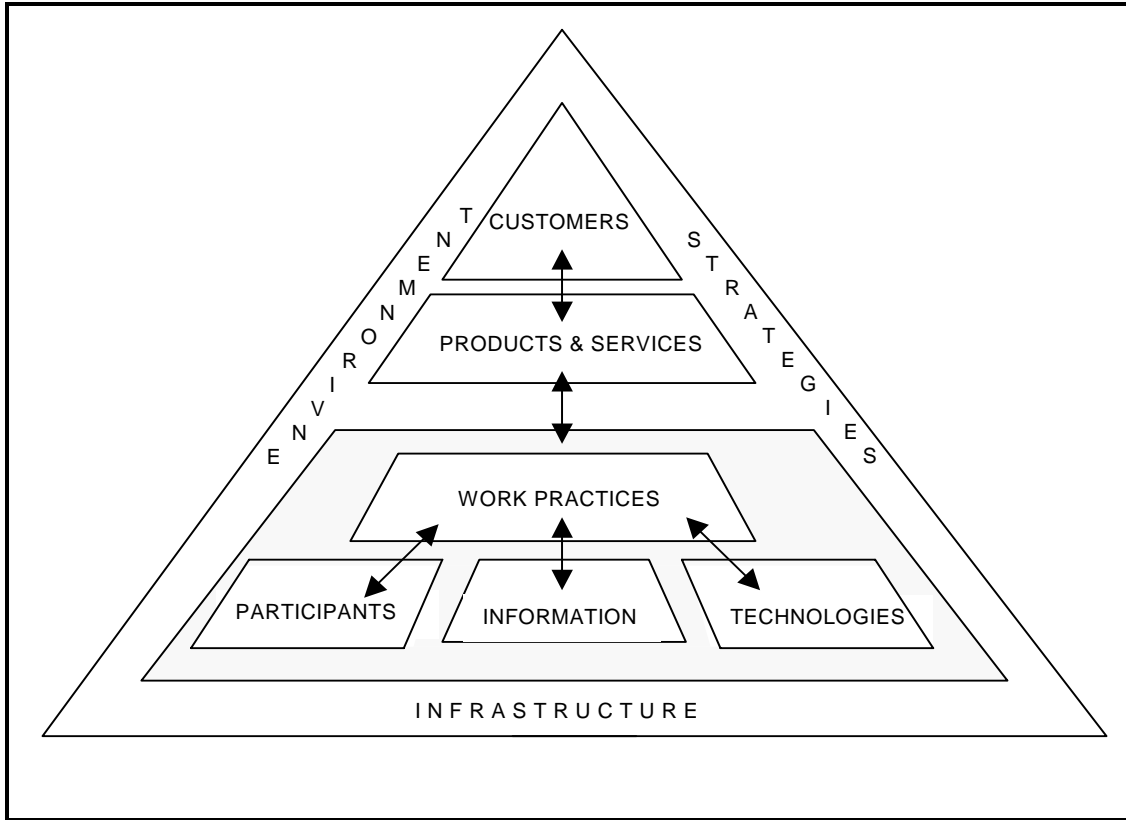 CUSTOMERS
ENVIRONMENT
STRATEGIES
PRODUCTS & SERVICES
WORK PRACTICES
PARTICIPANTS
INFORMATION
TECHNOLOGIES
INFRASTRUCTURE